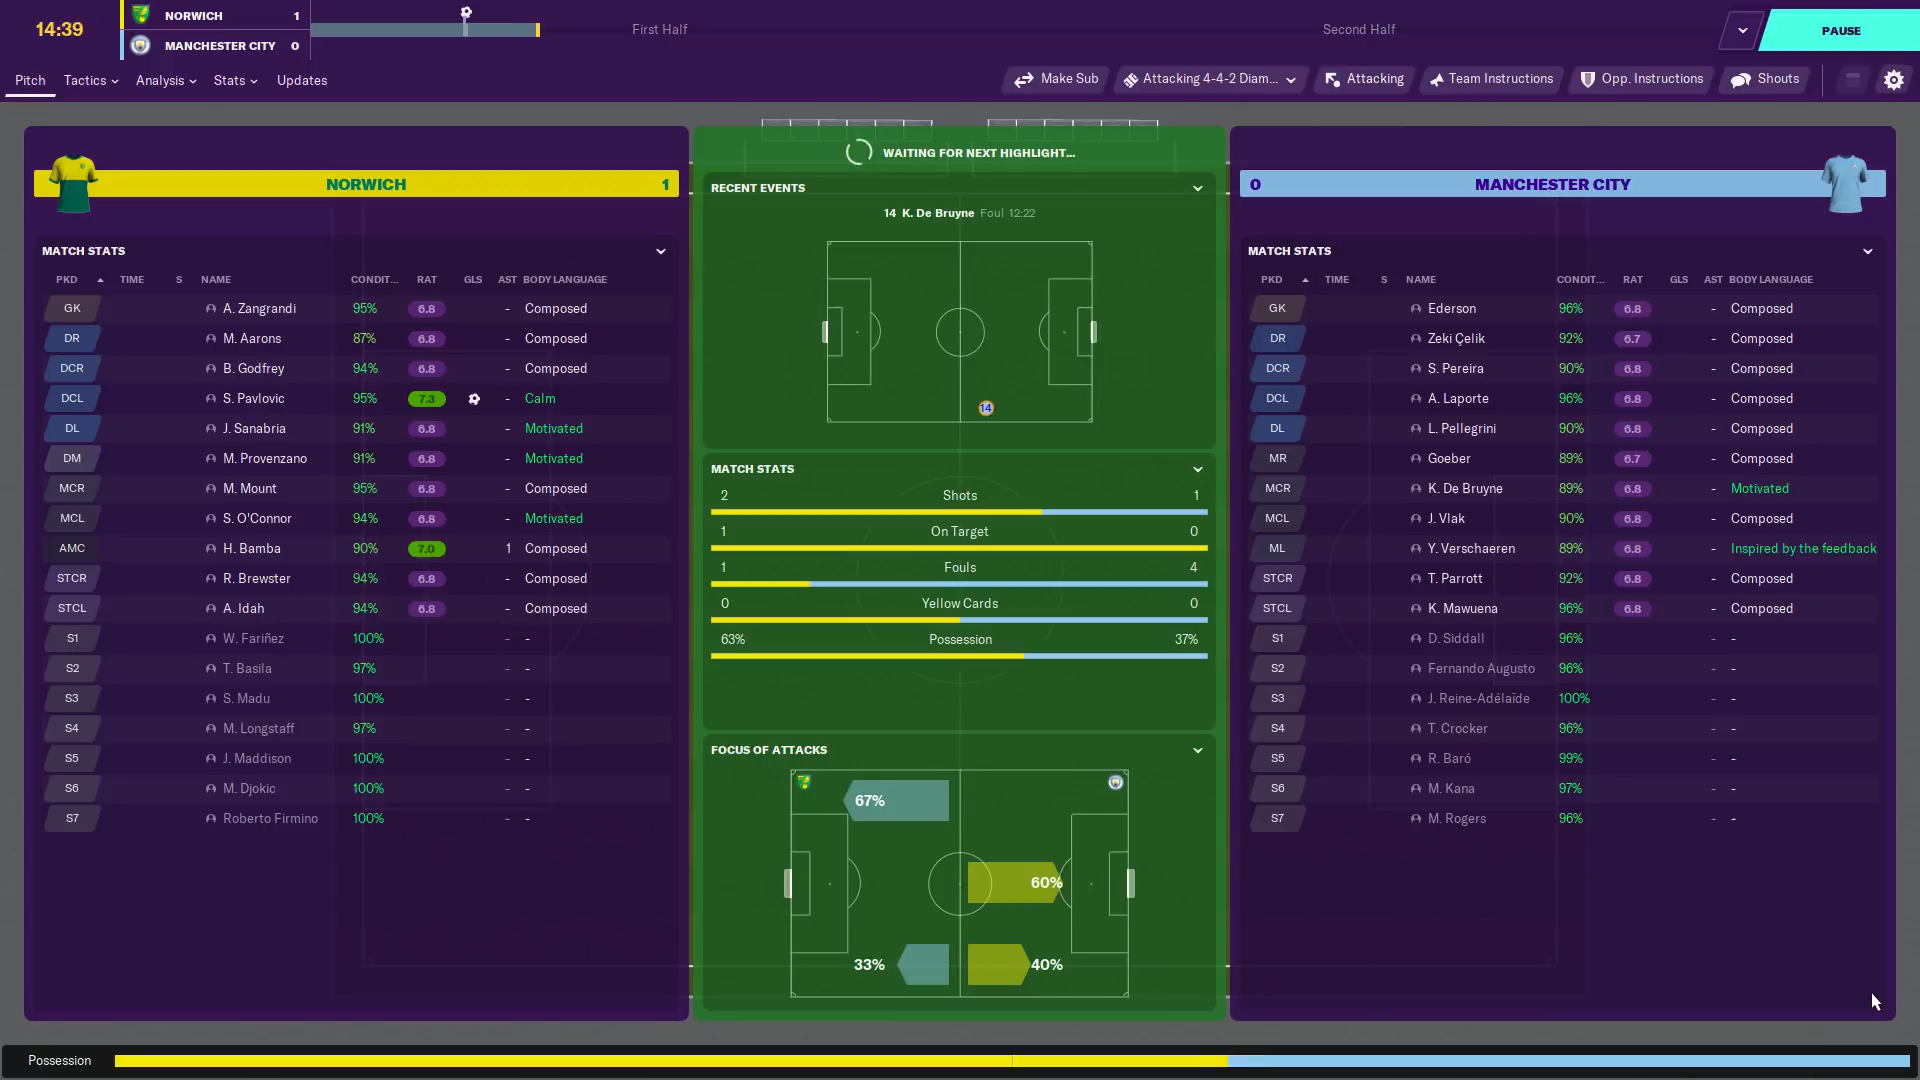 14:39
NORWICH 1
MANCHESTER CITY 0
First Half
Second Half
PAUSE
Pitch Tactics Analysis Stats Updates
Make Sub Attacking 4-4-2 Diam... Attacking Team Instructions Opp. Instructions Shouts
NORWICH 1
MATCH STATS
PKD TIME S NAME CONDIT... RAT GLS AST BODY LANGUAGE
GK A. Zangrandi 95% 6.8 - Composed
DR M. Aarons 87% 6.8 - Composed
DCR B. Godfrey 94% 6.8 - Composed
DCL S. Pavlovic 95% 7.3 - Calm
DL J. Sanabria 91% 6.8 - Motivated
DM M. Provenzano 91% 6.8 - Motivated
MCR M. Mount 95% 6.8 - Composed
MCL S. O'Connor 94% 6.8 - Motivated
AMC H. Bamba 90% 7.0 1 Composed
STCR R. Brewster 94% 6.8 - Composed
STCL A. Idah 94% 6.8 - Composed
S1 W. Fariñez 100% - -
S2 T. Basila 97% - -
S3 S. Madu 100% - -
S4 M. Longstaff 97% - -
S5 J. Maddison 100% - -
S6 M. Djokic 100% - -
S7 Roberto Firmino 100% - -
WAITING FOR NEXT HIGHLIGHT...
RECENT EVENTS
14 K. De Bruyne Foul 12:22
14
MATCH STATS
2 Shots 1
1 On Target 0
1 Fouls 4
0 Yellow Cards 0
63% Possession 37%
FOCUS OF ATTACKS
67%
60%
33% 40%
0 MANCHESTER CITY
MATCH STATS
PKD TIME S NAME CONDIT... RAT GLS AST BODY LANGUAGE
GK Ederson 96% 6.8 - Composed
DR Zeki Çelik 92% 6.7 - Composed
DCR S. Pereira 90% 6.8 - Composed
DCL A. Laporte 96% 6.8 - Composed
DL L. Pellegrini 90% 6.8 - Composed
MR Goeber 89% 6.7 - Composed
MCR K. De Bruyne 89% 6.8 - Motivated
MCL J. Vlak 90% 6.8 - Composed
ML Y. Verschaeren 89% 6.8 - Inspired by the feedback
STCR T. Parrott 92% 6.8 - Composed
STCL K. Mawuena 96% 6.8 - Composed
S1 D. Siddall 96% - -
S2 Fernando Augusto 96% - -
S3 J. Reine-Adélaïde 100% - -
S4 T. Crocker 96% - -
S5 R. Baró 99% - -
S6 M. Kana 97% - -
S7 M. Rogers 96% - -
Possession